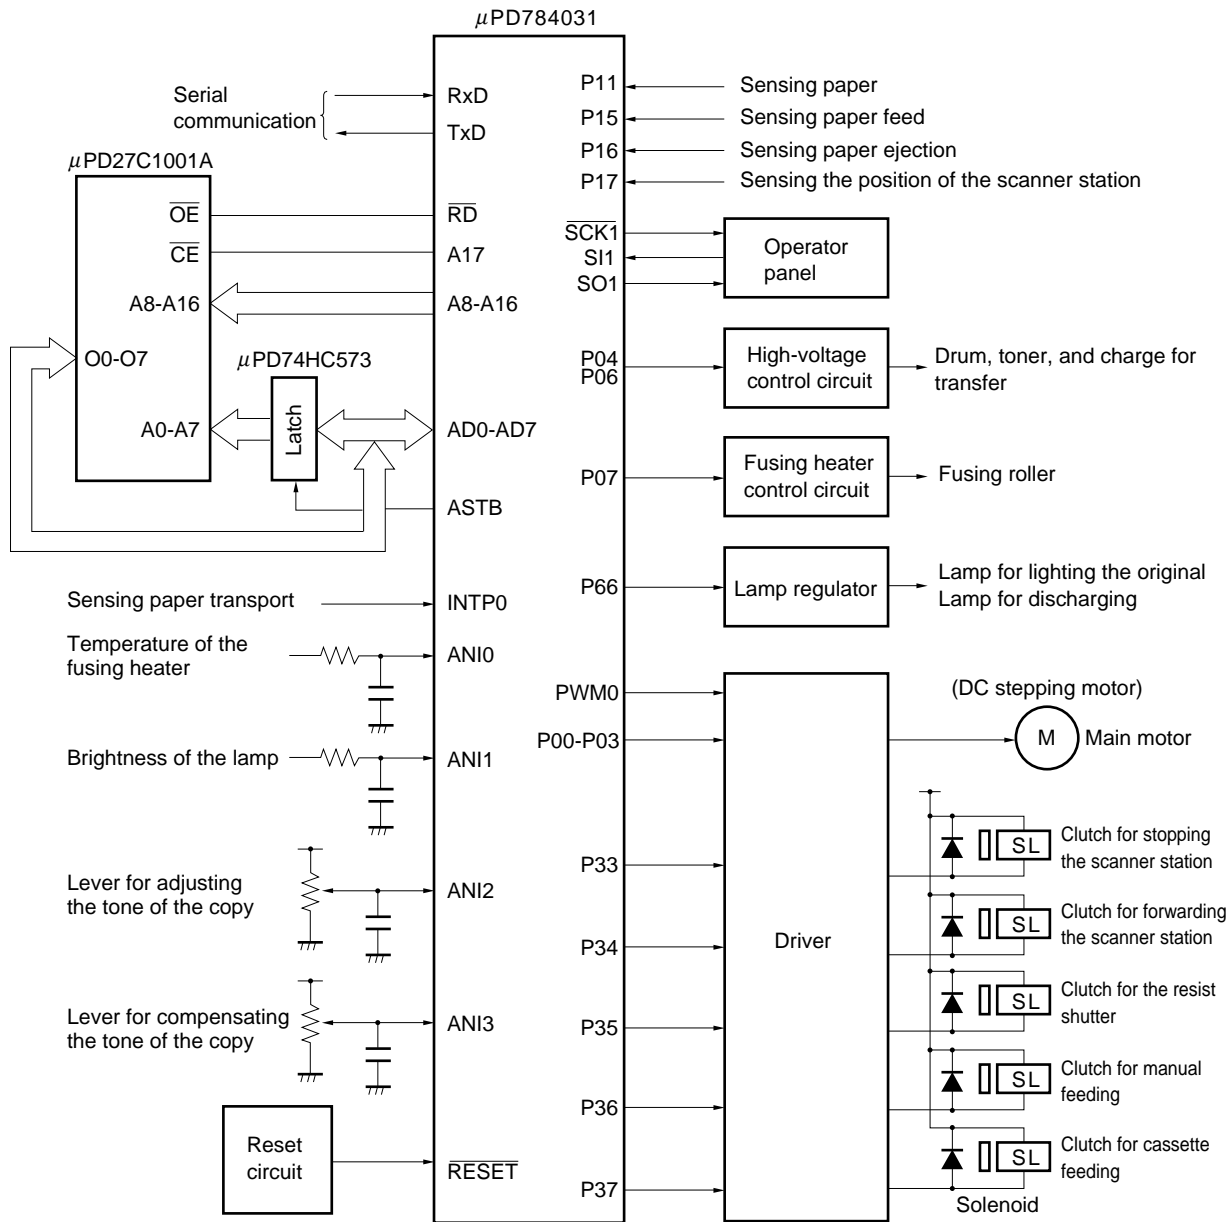 μPD784031
Serial
communication
RxD
TxD
μPD27C1001A
OE
CE
A8-A16
O0-O7
A0-A7
RD
A17
A8-A16
μPD74HC573
Latch
AD0-AD7
ASTB
Sensing paper transport
INTP0
Temperature of the
fusing heater
ANI0
Brightness of the lamp
ANI1
Lever for adjusting
the tone of the copy
ANI2
Lever for compensating
the tone of the copy
ANI3
Reset
circuit
RESET
P11
Sensing paper
P15
Sensing paper feed
P16
Sensing paper ejection
P17
Sensing the position of the scanner station
SCK1
SI1
SO1
Operator
panel
P04
P06
High-voltage
control circuit
Drum, toner, and charge for
transfer
P07
Fusing heater
control circuit
Fusing roller
P66
Lamp regulator
Lamp for lighting the original
Lamp for discharging
PWM0
P00-P03
P33
P34
P35
P36
P37
Driver
(DC stepping motor)
M
Main motor
SL
Clutch for stopping
the scanner station
SL
Clutch for forwarding
the scanner station
SL
Clutch for the resist
shutter
SL
Clutch for manual
feeding
SL
Clutch for cassette
feeding
Solenoid